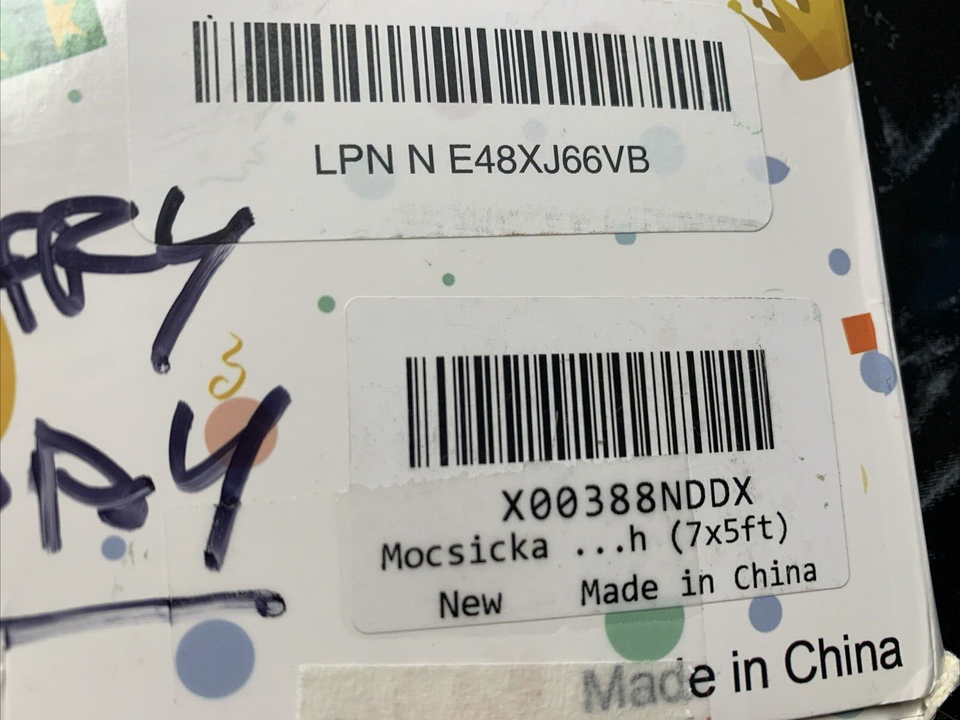 LPN N E48XJ66VB
X00388NDDX
Mocsicka ...h (7x5ft)
New Made in China
Made in China